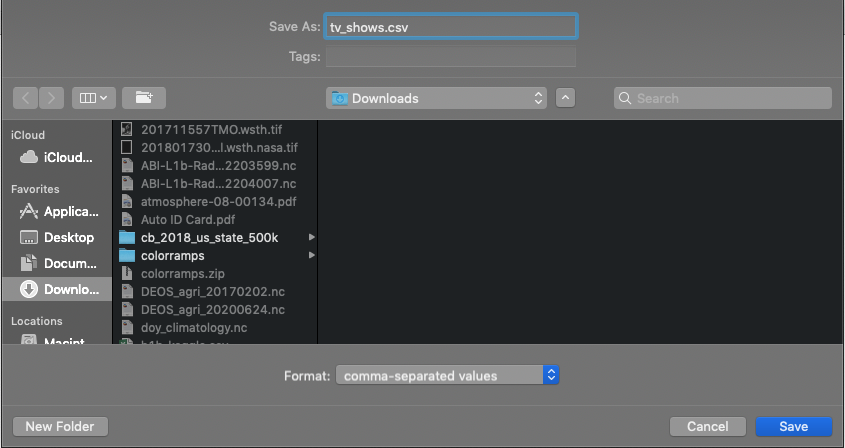 Save As: tv_shows.csv
Tags:
Downloads
Search
iCloud
iCloud...
Favorites
Applica...
Desktop
Docum...
Downlo...
Locations
Macint
201711557TMO.wsth.tif
201801730...l.wsth.nasa.tif
ABI-L1b-Rad...2203599.nc
ABI-L1b-Rad...2204007.nc
atmosphere-08-00134.pdf
Auto ID Card.pdf
cb_2018_us_state_500k
colorramps
colorramps.zip
DEOS_agri_20170202.nc
DEOS_agri_20200624.nc
doy_climatology.nc
Format: comma-separated values
New Folder
Cancel
Save